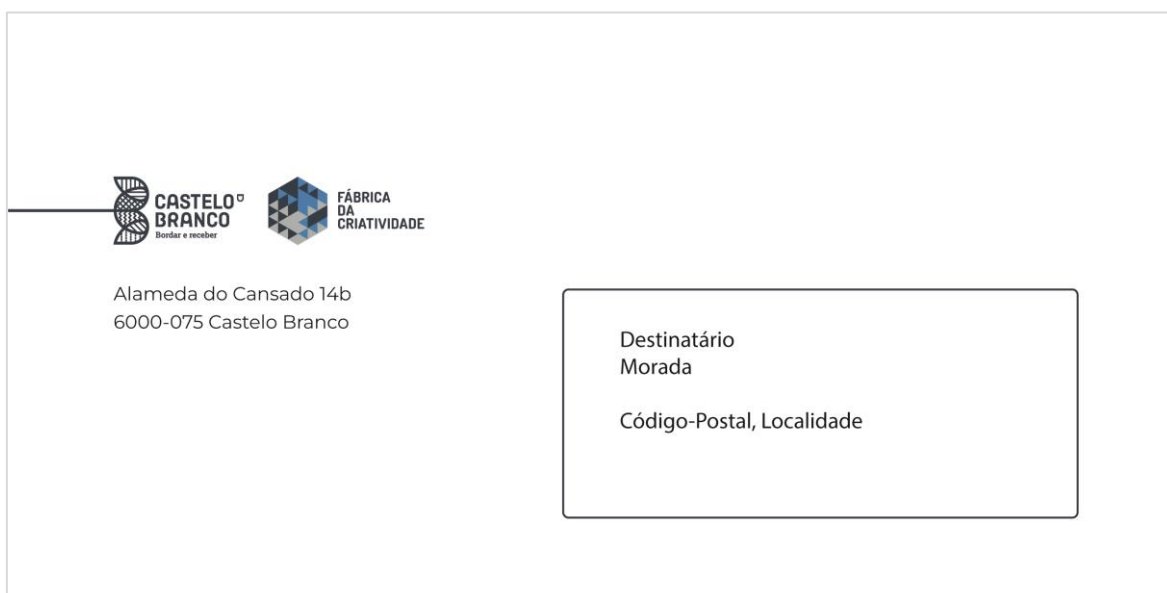 CASTELO
BRANCO
Bordar e receber
FÁBRICA
DA
CRIATIVIDADE
Alameda do Cansado 14b
6000-075 Castelo Branco
Destinatário
Morada
Código-Postal, Localidade